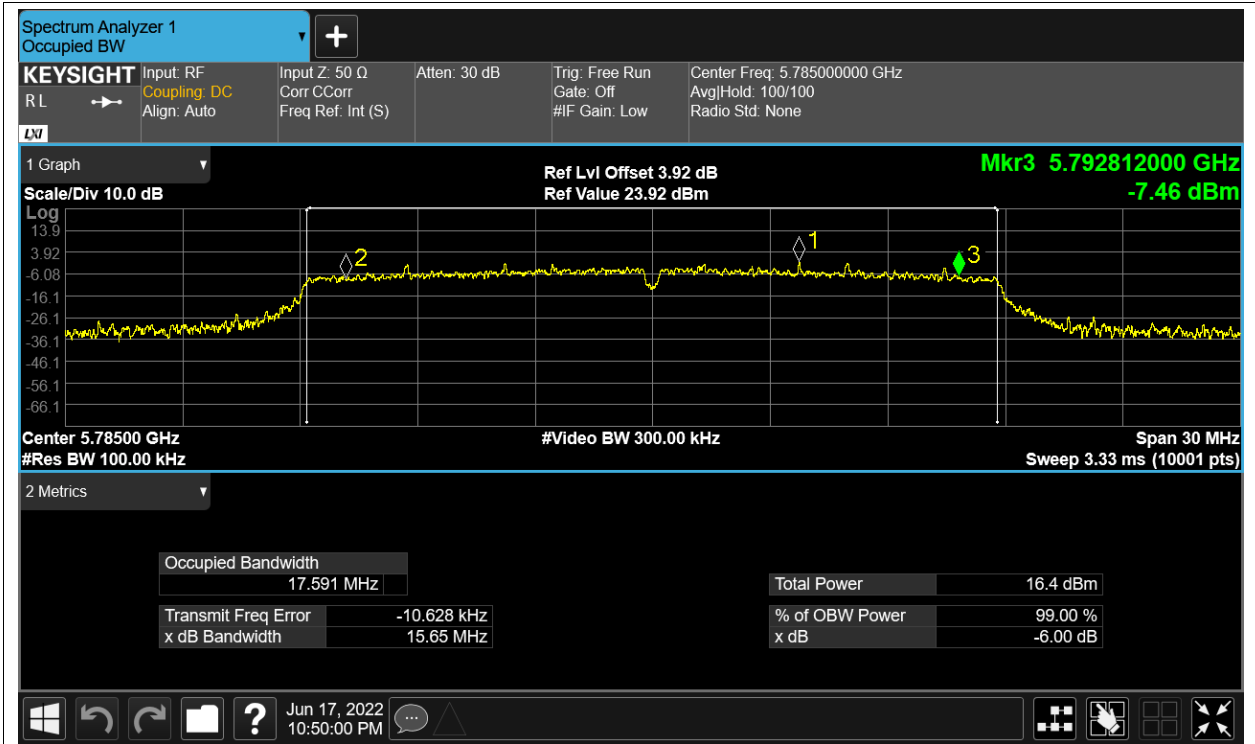 Spectrum Analyzer 1
Occupied BW
KEYSIGHT
R L
LXI
Input: RF
Coupling: DC
Align: Auto
Input Z: 50 Ω
Corr CCorr
Freq Ref: Int (S)
Atten: 30 dB
Trig: Free Run
Gate: Off
#IF Gain: Low
Center Freq: 5.785000000 GHz
Avg|Hold: 100/100
Radio Std: None
1 Graph
Scale/Div 10.0 dB
Ref Lvl Offset 3.92 dB
Ref Value 23.92 dBm
Mkr3 5.792812000 GHz
-7.46 dBm
Log
13.9
3.92
-6.08
-16.1
-26.1
-36.1
-46.1
-56.1
-66.1
2
1
3
Center 5.78500 GHz
#Res BW 100.00 kHz
#Video BW 300.00 kHz
Span 30 MHz
Sweep 3.33 ms (10001 pts)
2 Metrics
Occupied Bandwidth
17.591 MHz
Transmit Freq Error -10.628 kHz
x dB Bandwidth 15.65 MHz
Total Power 16.4 dBm
% of OBW Power 99.00 %
x dB -6.00 dB
?
Jun 17, 2022
10:50:00 PM